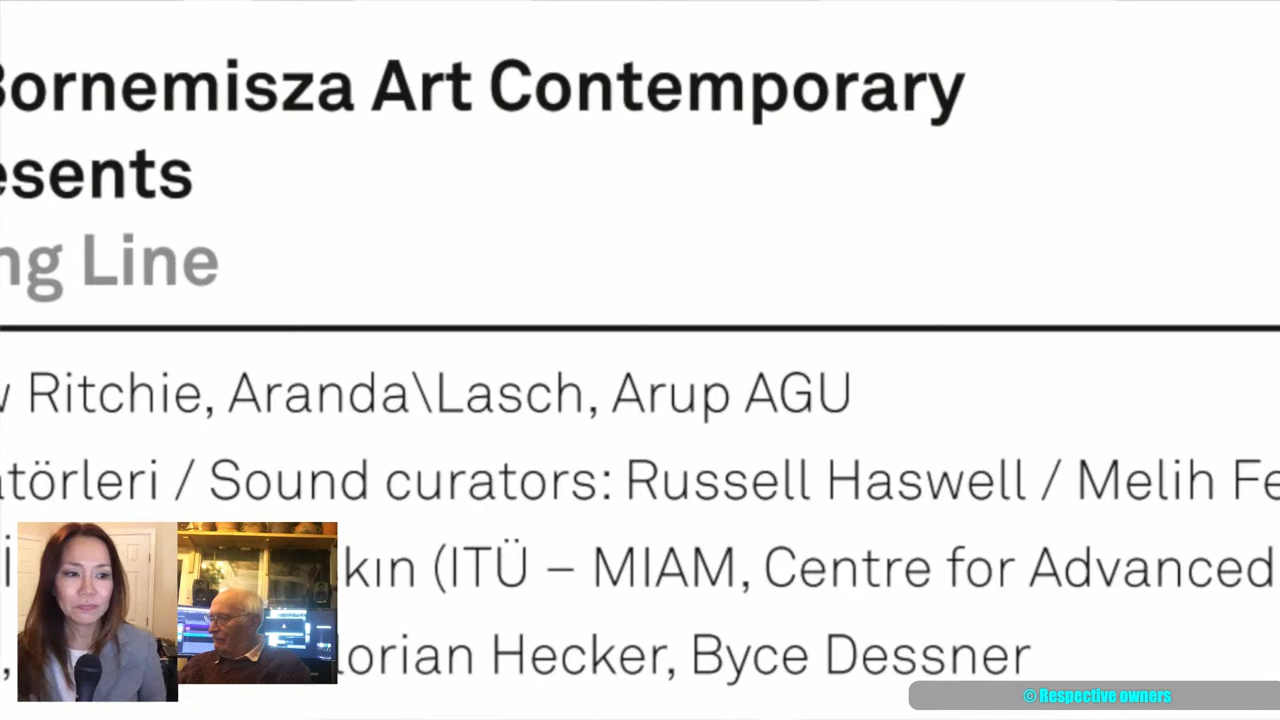 Bornemisza Art Contemporary
esents
ng Line
w Ritchie, Aranda\Lasch, Arup AGU
atörleri / Sound curators: Russell Haswell / Melih Fe
kın (ITÜ – MIAM, Centre for Advanced
lorian Hecker, Byce Dessner
© Respective owners